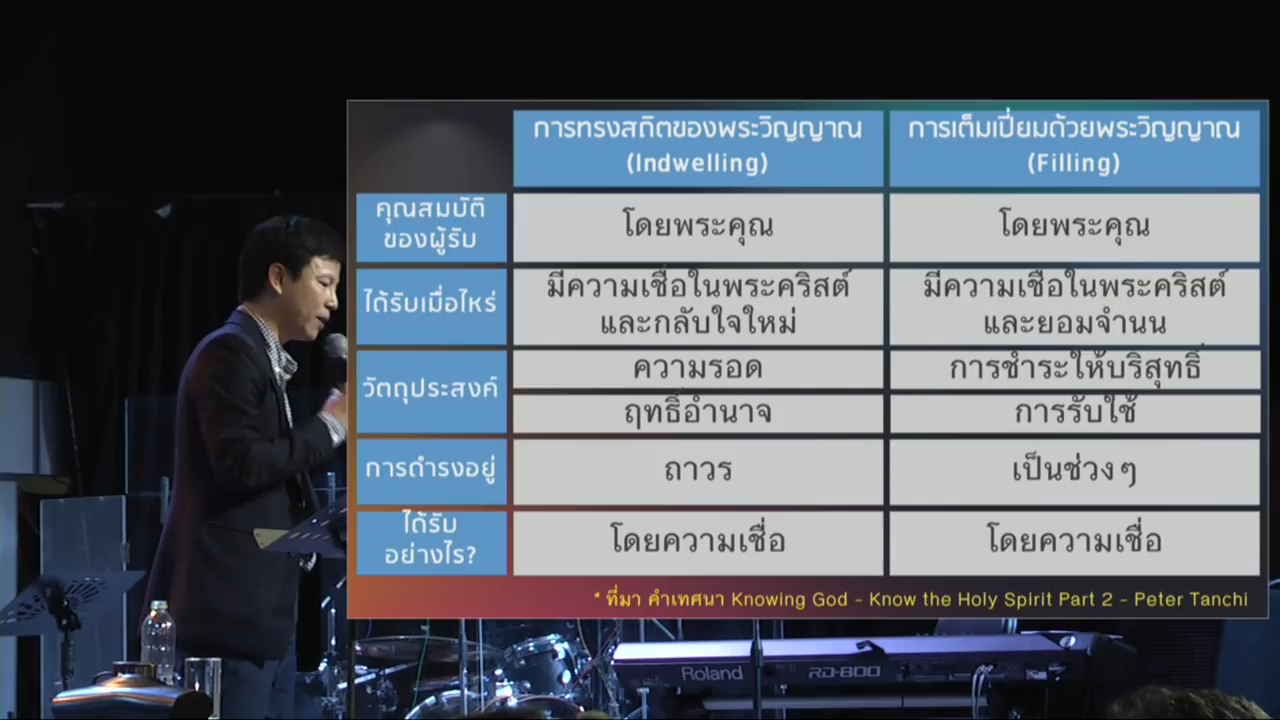 การทรงสถิตของพระวิญญาณ
(Indwelling)
การเต็มเปี่ยมด้วยพระวิญญาณ
(Filling)
คุณสมบัติ
ของผู้รับ
โดยพระคุณ
โดยพระคุณ
ได้รับเมื่อไหร่
มีความเชื่อในพระคริสต์
และกลับใจใหม่
มีความเชื่อในพระคริสต์
และยอมจำนน
วัตถุประสงค์
ความรอด
การชำระให้บริสุทธิ์
ฤทธิ์อำนาจ
การรับใช้
การดำรงอยู่
ถาวร
เป็นช่วงๆ
ได้รับ
อย่างไร?
โดยความเชื่อ
โดยความเชื่อ
* ที่มา คำเทศนา Knowing God - Know the Holy Spirit Part 2 - Peter Tanchi
Roland
RD-800